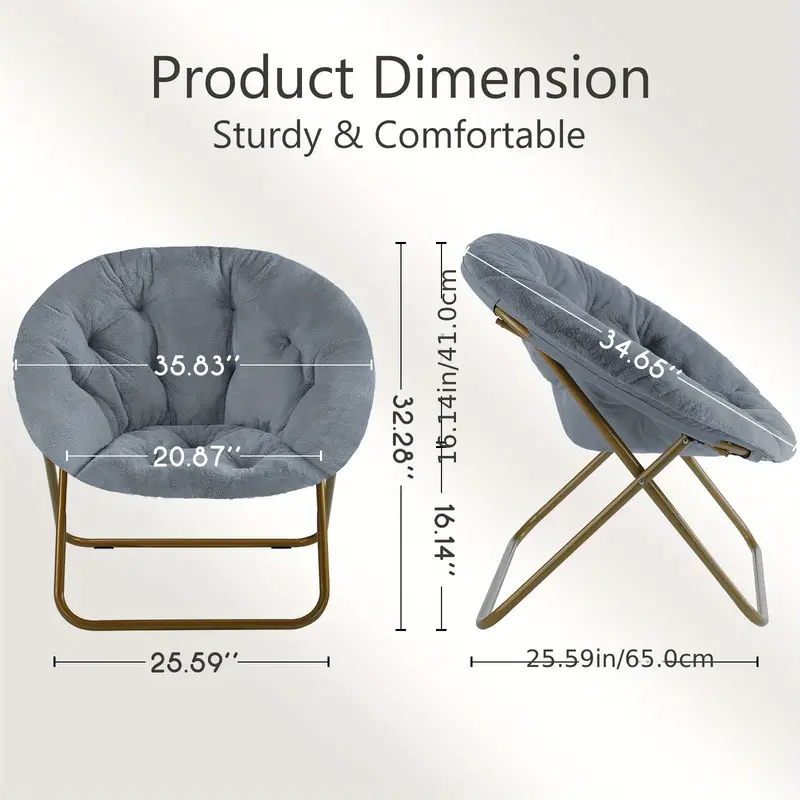 Product Dimension
Sturdy & Comfortable
35.83’’
20.87’’
25.59’’
32.28’’
16.14in/41.0cm
16.14’’
34.65’’
25.59in/65.0cm